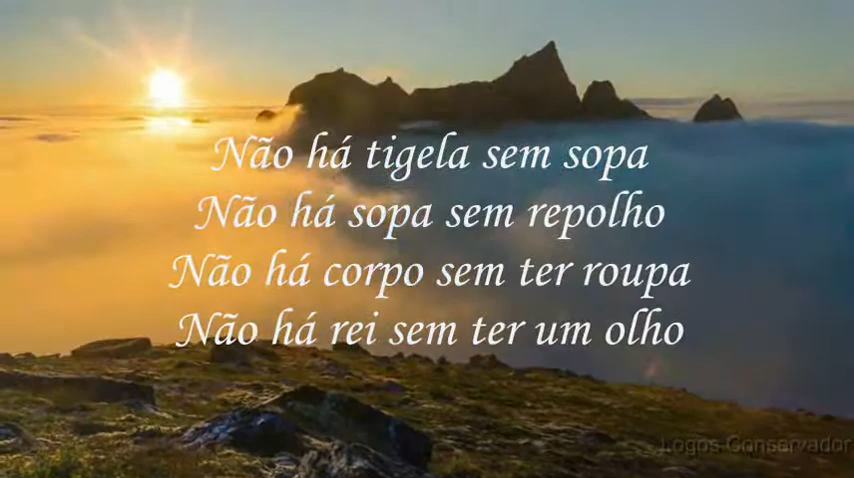 Não há tigela sem sopa
Não há sopa sem repolho
Não há corpo sem ter roupa
Não há rei sem ter um olho
Logos Conservador